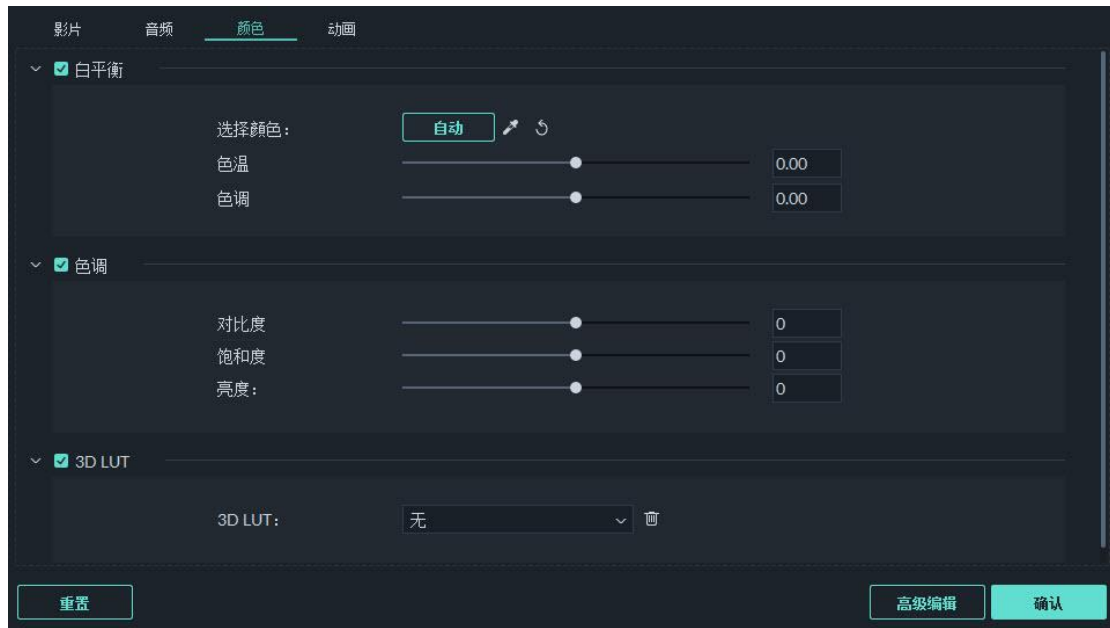 影片 音频 颜色 动画
白平衡
选择顏色：
自动
色温 0.00
色调 0.00
色调
对比度 0
饱和度 0
亮度： 0
3D LUT
3D LUT： 无
重置 高级编辑 确认